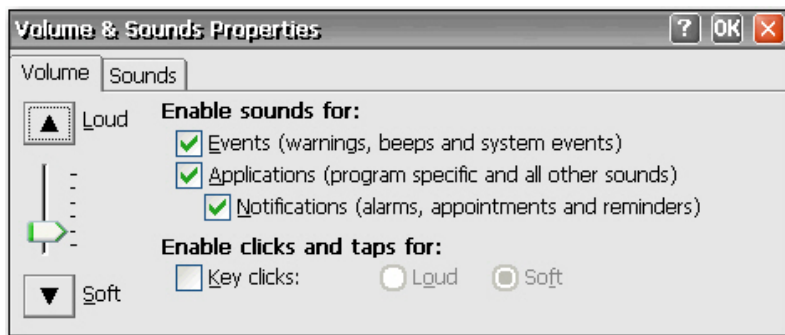 Volume & Sounds Properties ? OK
Volume Sounds
Loud Enable sounds for:
Events (warnings, beeps and system events)
Applications (program specific and all other sounds)
Notifications (alarms, appointments and reminders)
Enable clicks and taps for:
Soft Key clicks: Loud Soft